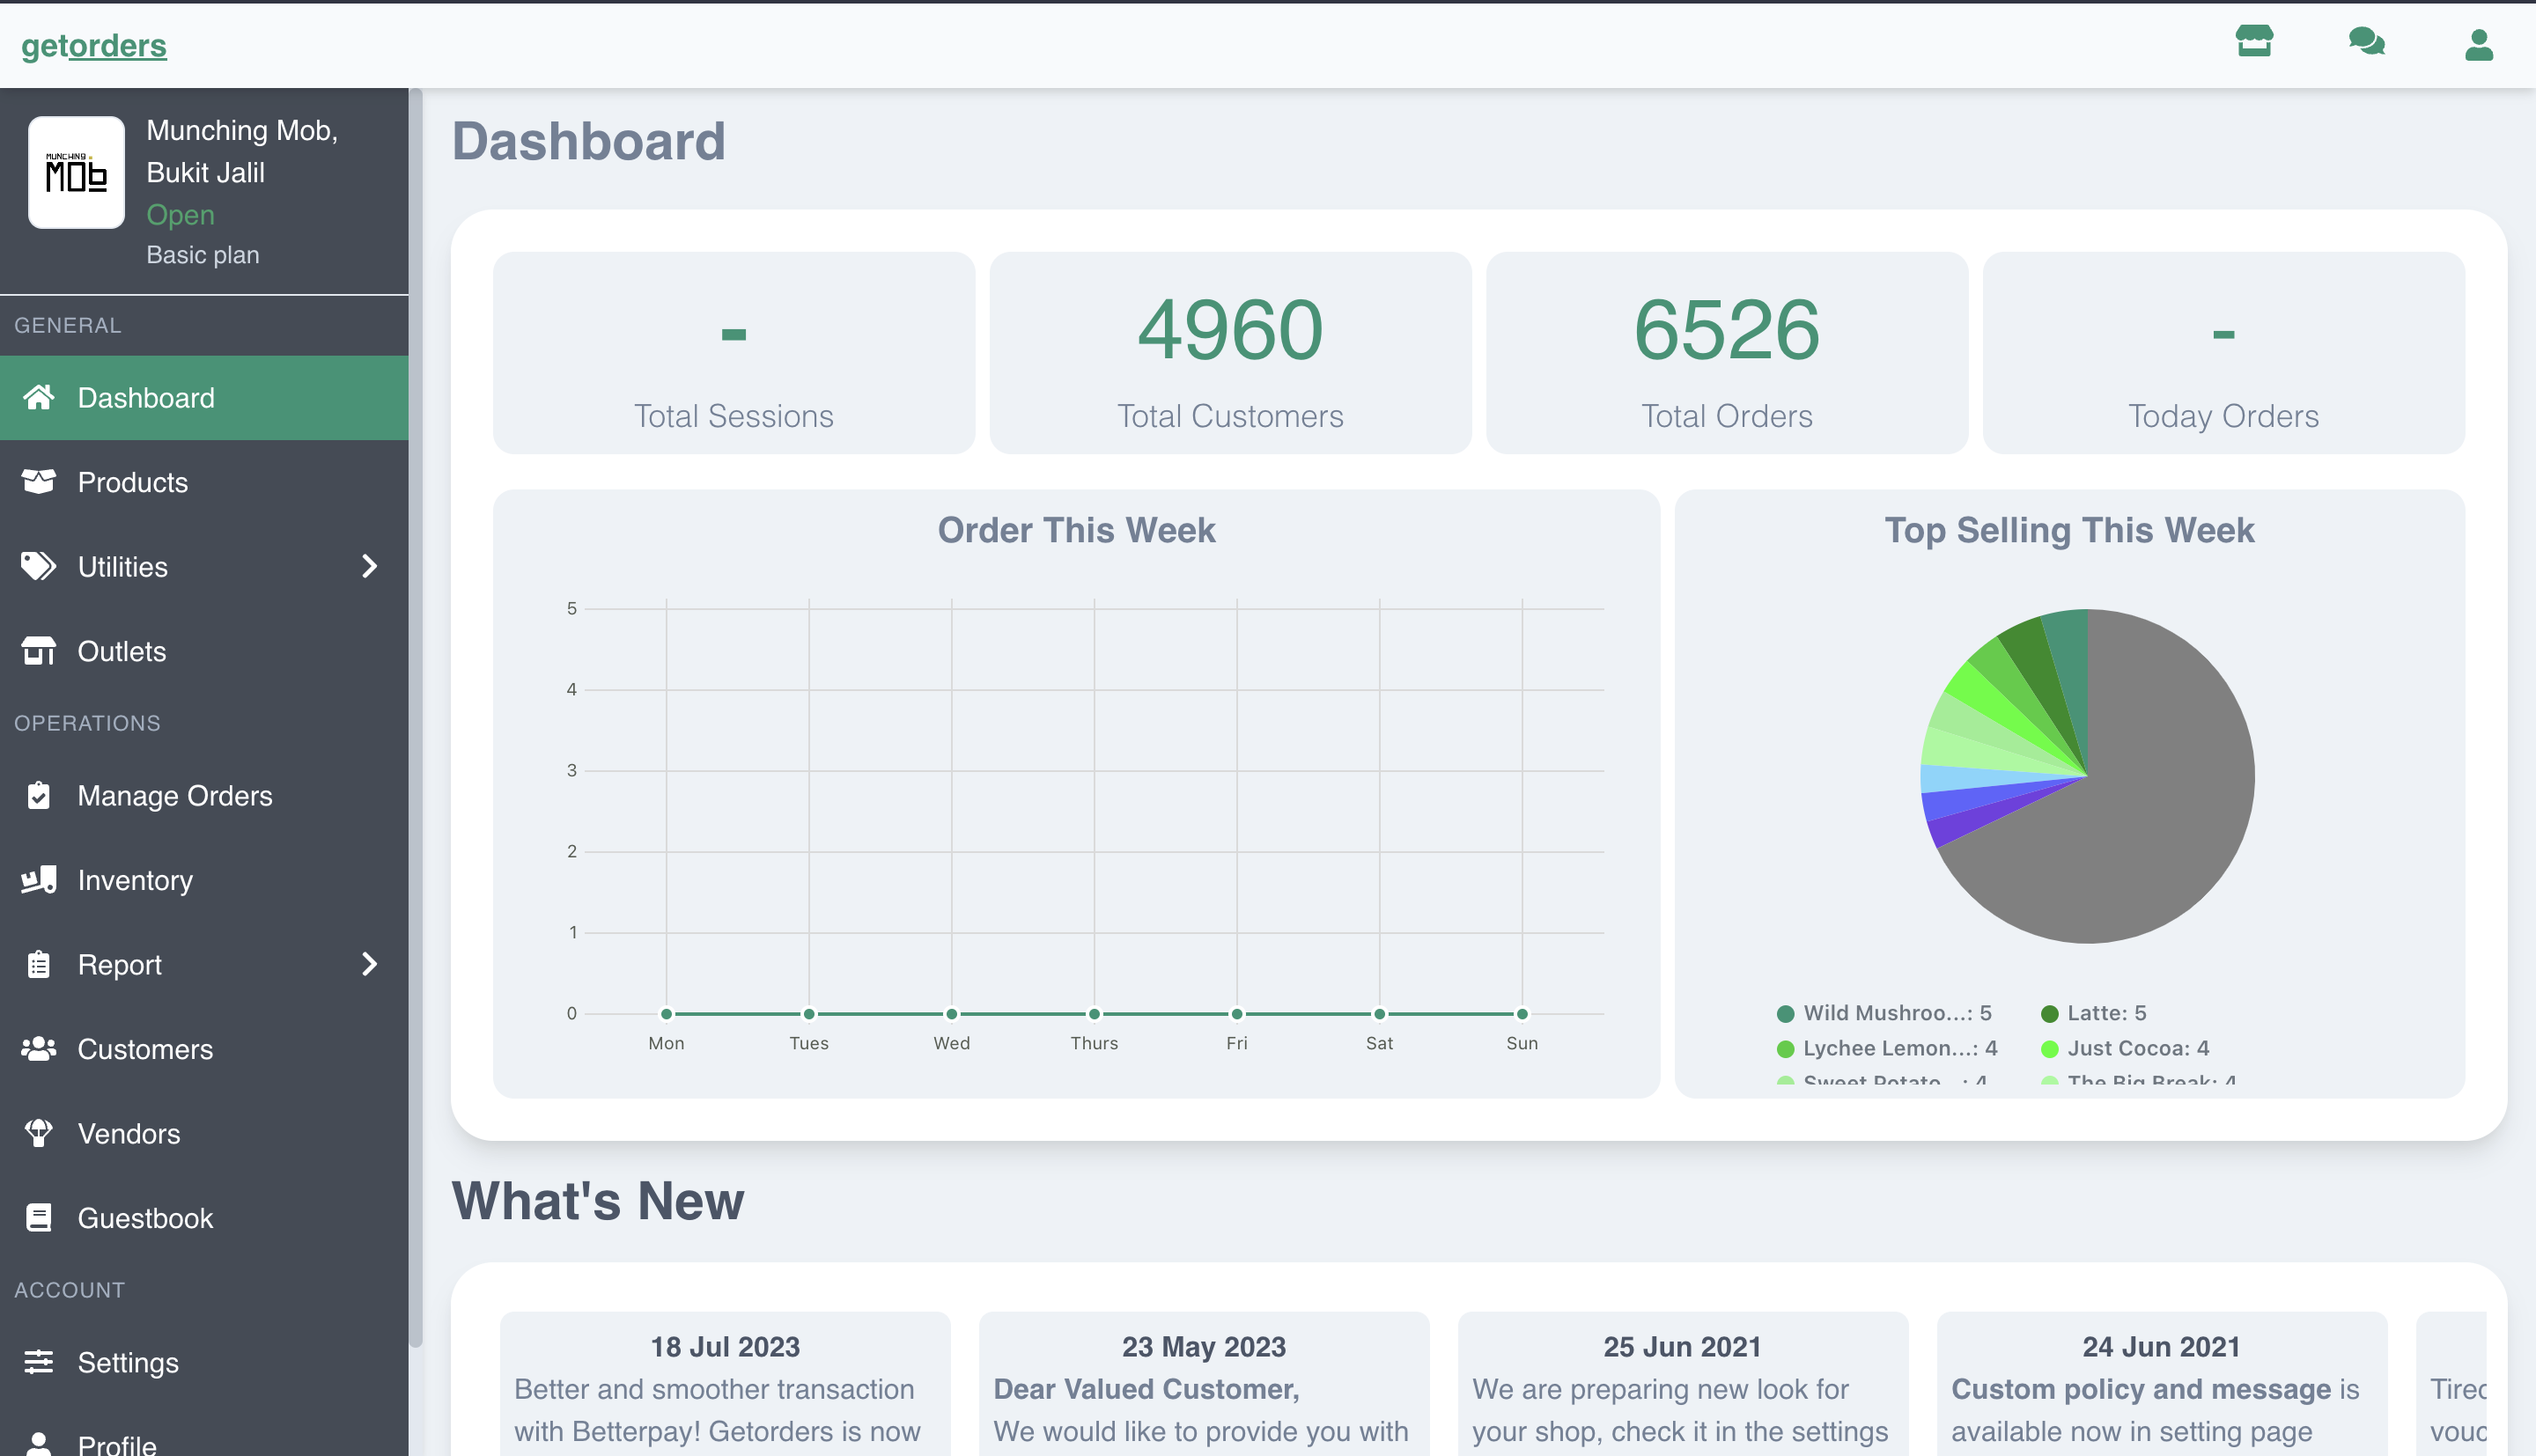 getorders
MUNCHING
MOb
Munching Mob,
Bukit Jalil
Open
Basic plan
GENERAL
Dashboard
Products
Utilities
Outlets
OPERATIONS
Manage Orders
Inventory
Report
Customers
Vendors
Guestbook
ACCOUNT
Settings
Profile
Dashboard
-
Total Sessions
4960
Total Customers
6526
Total Orders
-
Today Orders
Order This Week
5
4
3
2
1
0
Mon Tues Wed Thurs Fri Sat Sun
Top Selling This Week
Wild Mushroo...: 5 Latte: 5
Lychee Lemon...: 4 Just Cocoa: 4
Sweet Potato...: 4 The Big Break: 4
What's New
18 Jul 2023
Better and smoother transaction
with Betterpay! Getorders is now
23 May 2023
Dear Valued Customer,
We would like to provide you with
25 Jun 2021
We are preparing new look for
your shop, check it in the settings
24 Jun 2021
Custom policy and message is
available now in setting page